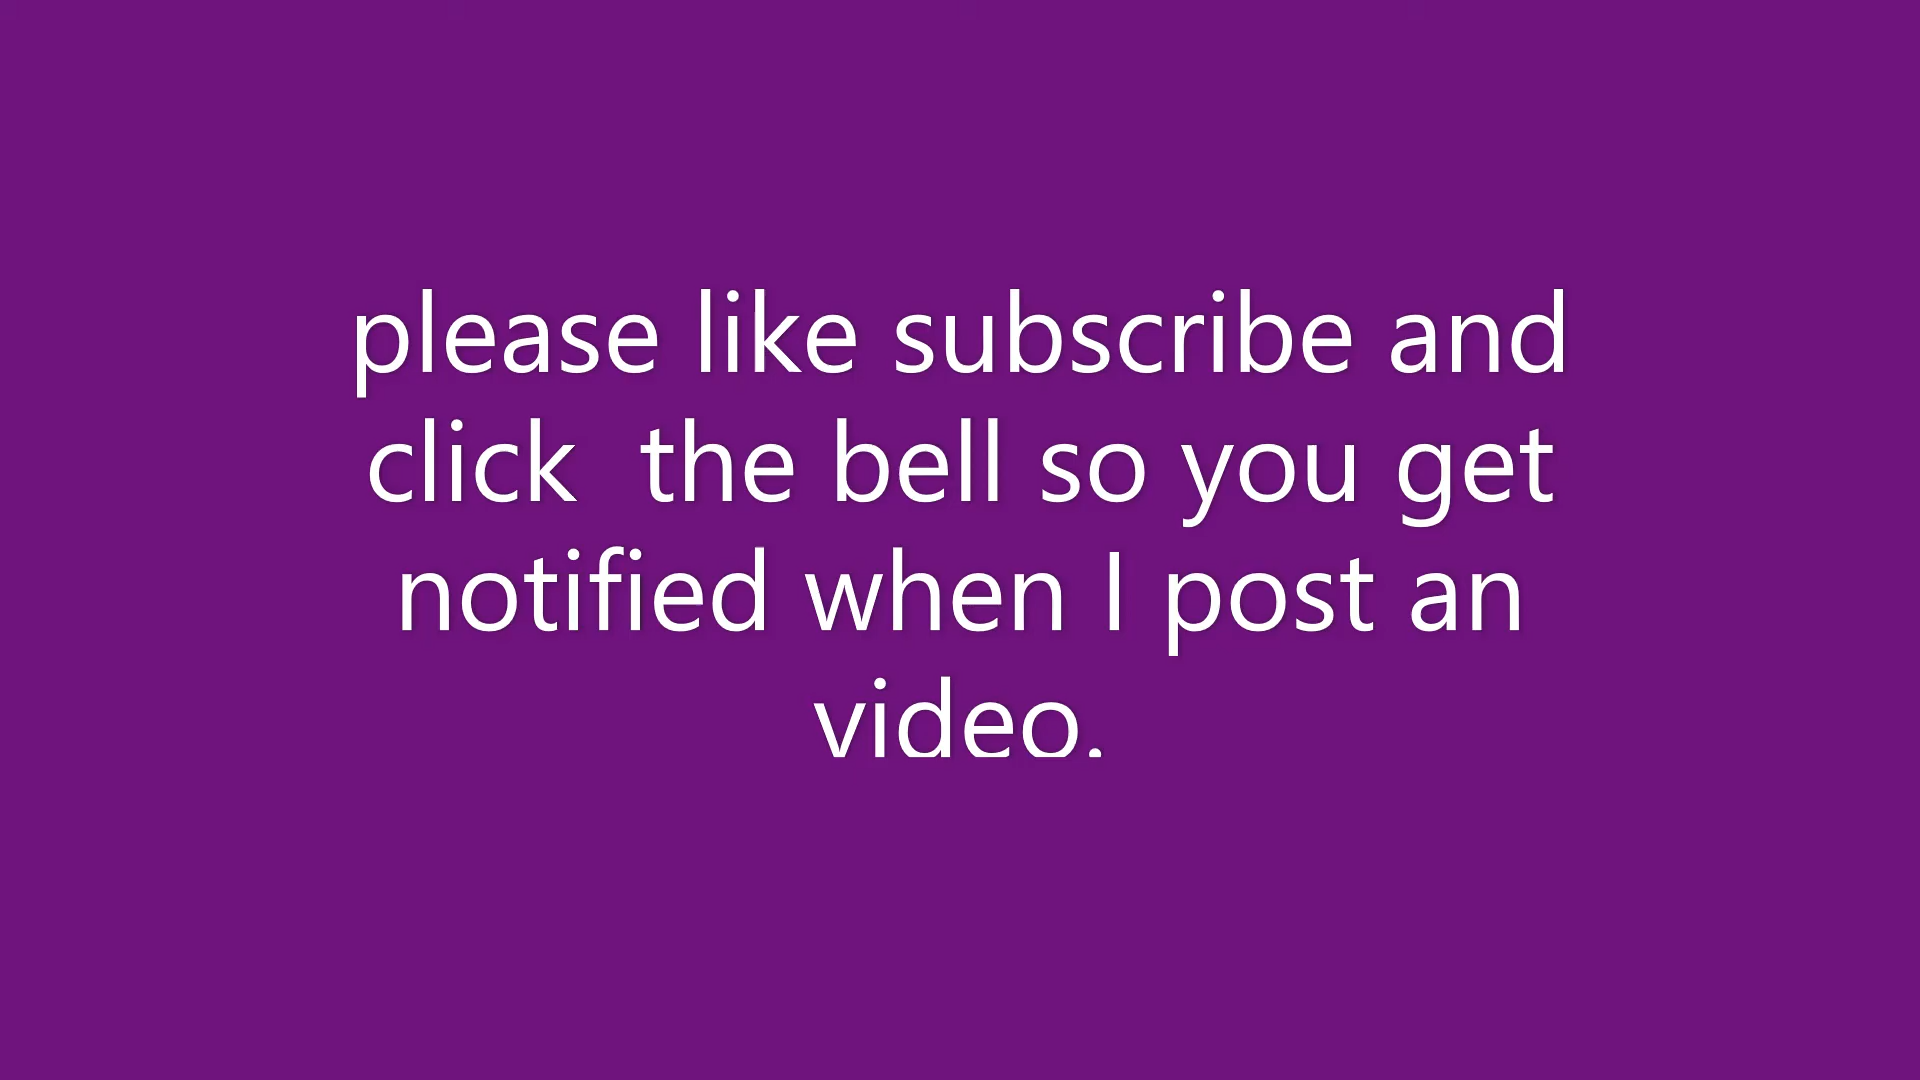 please like subscribe and
click  the bell so you get
notified when I post an
video.